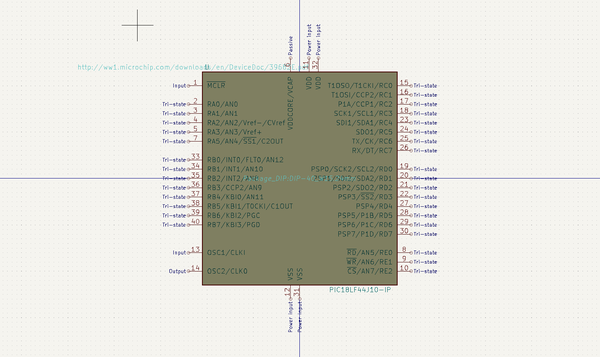 Passive
Power Input
Power Input
6
11
32
http://ww1.microchip.com/downloads/en/DeviceDoc/
U
VDDCORE/VCAP
VDD
VDD
Input 1 MCLR
T1OSO/T1CKI/RC0 15 Tri-state
T1OSI/CCP2/RC1 16 Tri-state
Tri-state 2 RA0/AN0
P1A/CCP1/RC2 17 Tri-state
Tri-state 3 RA1/AN1
SCK1/SCL1/RC3 18 Tri-state
Tri-state 4 RA2/AN2/Vref-/CVref
SDI1/SDA1/RC4 23 Tri-state
Tri-state 5 RA3/AN3/Vref+
SDO1/RC5 24 Tri-state
Tri-state 7 RA5/AN4/SS1/C2OUT
TX/CK/RC6 25 Tri-state
RX/DT/RC7 26 Tri-state
Tri-state 33 RB0/INT0/FLT0/AN12
Tri-state 34 RB1/INT1/AN10
PSP0/SCK2/SCL2/RD0 19 Tri-state
Tri-state 35 RB2/INT2/
SDA2/RD1 20 Tri-state
Tri-state 36 RB3/CCP2/AN9
PSP2/SDO2/RD2 21 Tri-state
Tri-state 37 RB4/KBI0/AN11
PSP3/SS2/RD3 22 Tri-state
Tri-state 38 RB5/KBI1/T0CKI/C1OUT
PSP4/RD4 27 Tri-state
Tri-state 39 RB6/KBI2/PGC
PSP5/P1B/RD5 28 Tri-state
Tri-state 40 RB7/KBI3/PGD
PSP6/P1C/RD6 29 Tri-state
PSP7/P1D/RD7 30 Tri-state
Input 13 OSC1/CLKI
RD/AN5/RE0 8 Tri-state
WR/AN6/RE1 9 Tri-state
Output 14 OSC2/CLKO
CS/AN7/RE2 10 Tri-state
VSS
VSS
PIC18LF44J10-IP
12
31
Power Input
Power Input